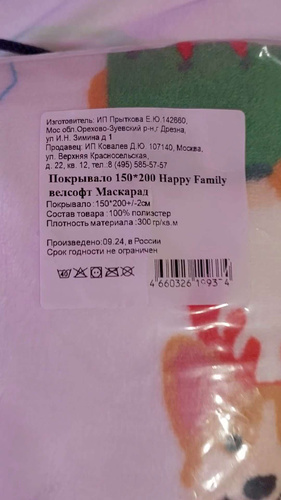 Изготовитель: ИП Прыткова Е.Ю.142660,
Мос обл.Орехово-Зуевский р-н,г Дрезна,
ул И.Н. Зимина д 1
Продавец: ИП Ковалев Д.Ю. 107140, Москва,
ул. Верхняя Красносельская,
д. 22, кв. 12, тел.:8 (495) 585-57-57
Покрывало 150*200 Happy Family
велсофт Маскарад
Покрывало :150*200+/-2см
Состав товара : 100% полиэстер
Плотность материала :300 гр/кв.м
Произведено:09.24, в России
Срок годности не ограничен